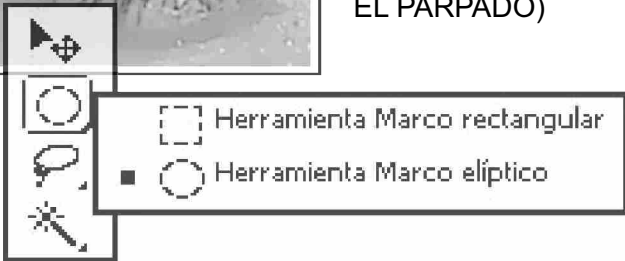 EL PARPADO)
Herramienta Marco rectangular
Herramienta Marco elíptico